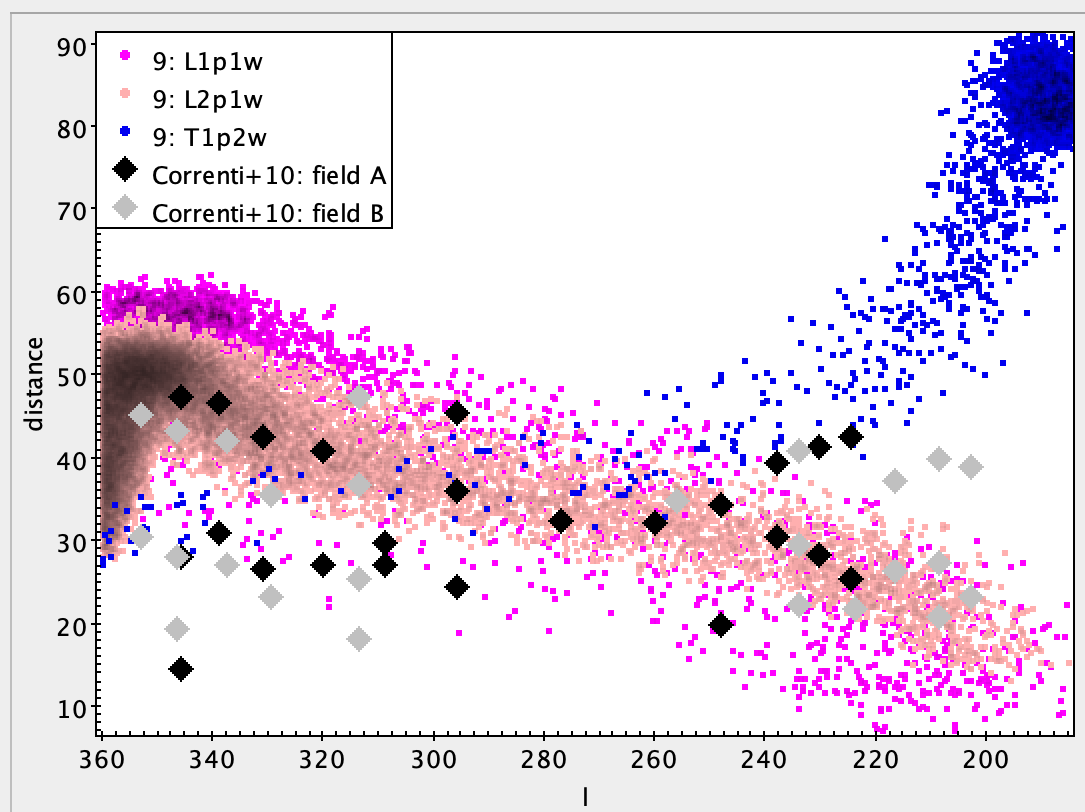 9: L1p1w
9: L2p1w
9: T1p2w
Correnti+10: field A
Correnti+10: field B
90
80
70
60
50
40
30
20
10
distance
360 340 320 300 280 260 240 220 200
l